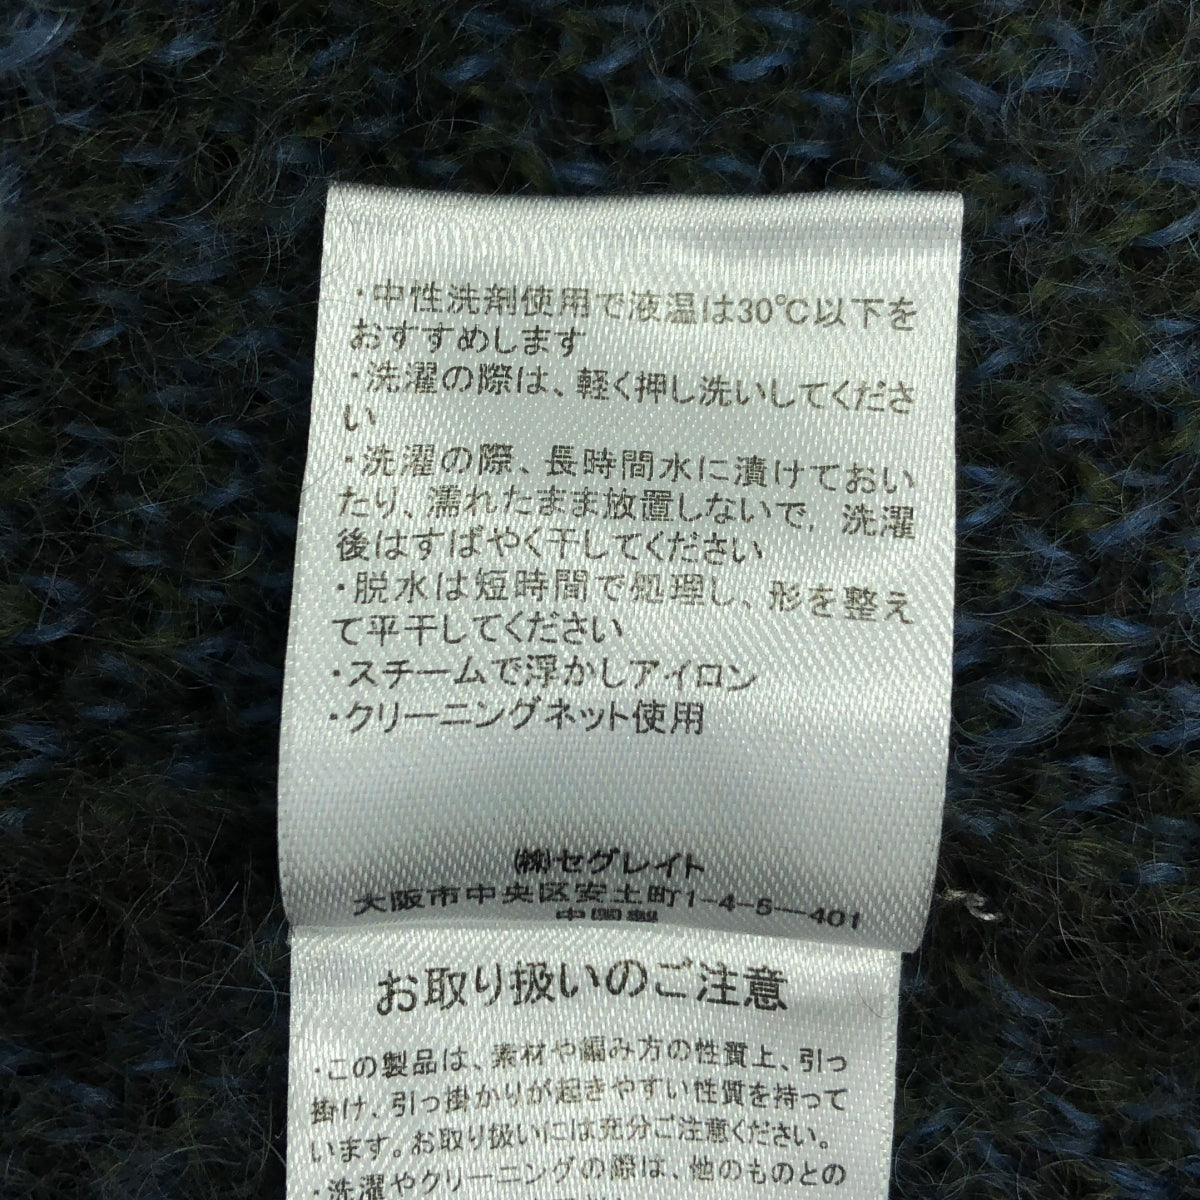 ・中性洗剤使用で液温は30℃以下を
おすすめします
・洗濯の際は、軽く押し洗いしてくださ
い
・洗濯の際、長時間水に漬けておい
たり、濡れたまま放置しないで、洗濯
後はすばやく干してください
・脱水は短時間で処理し、形を整え
て平干してください
・スチームで浮かしアイロン
・クリーニングネット使用
㈱セグレイト
大阪市中央区安土町1-4-5-401
中国製
お取り扱いのご注意
・この製品は、素材や編み方の性質上、引っ
掛け、引っ掛かりが起きやすい性質を持って
います。お取り扱いには充分ご注意ください。
・洗濯やクリーニングの際は、他のものとの